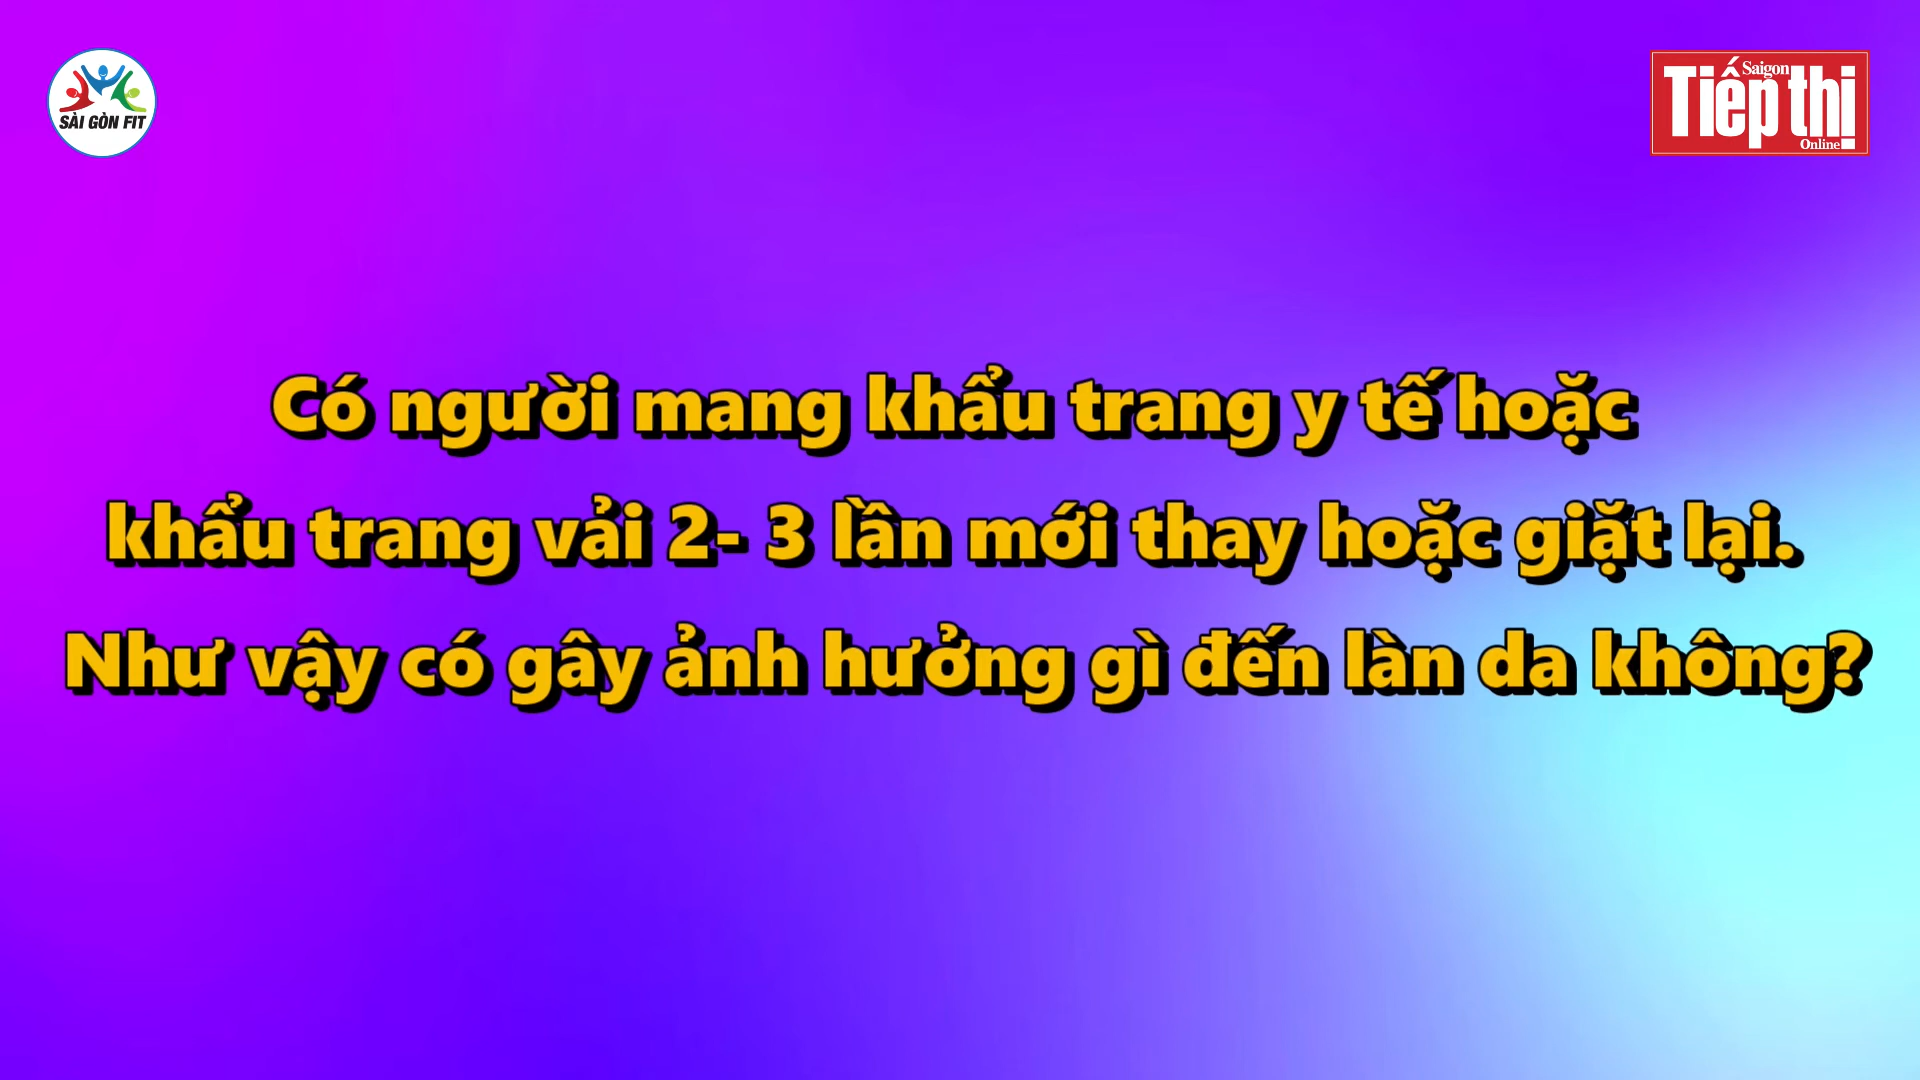 SÀI GÒN FIT
Saigon
Tiếp thị
Online
Có người mang khẩu trang y tế hoặc
khẩu trang vải 2- 3 lần mới thay hoặc giặt lại.
Như vậy có gây ảnh hưởng gì đến làn da không?